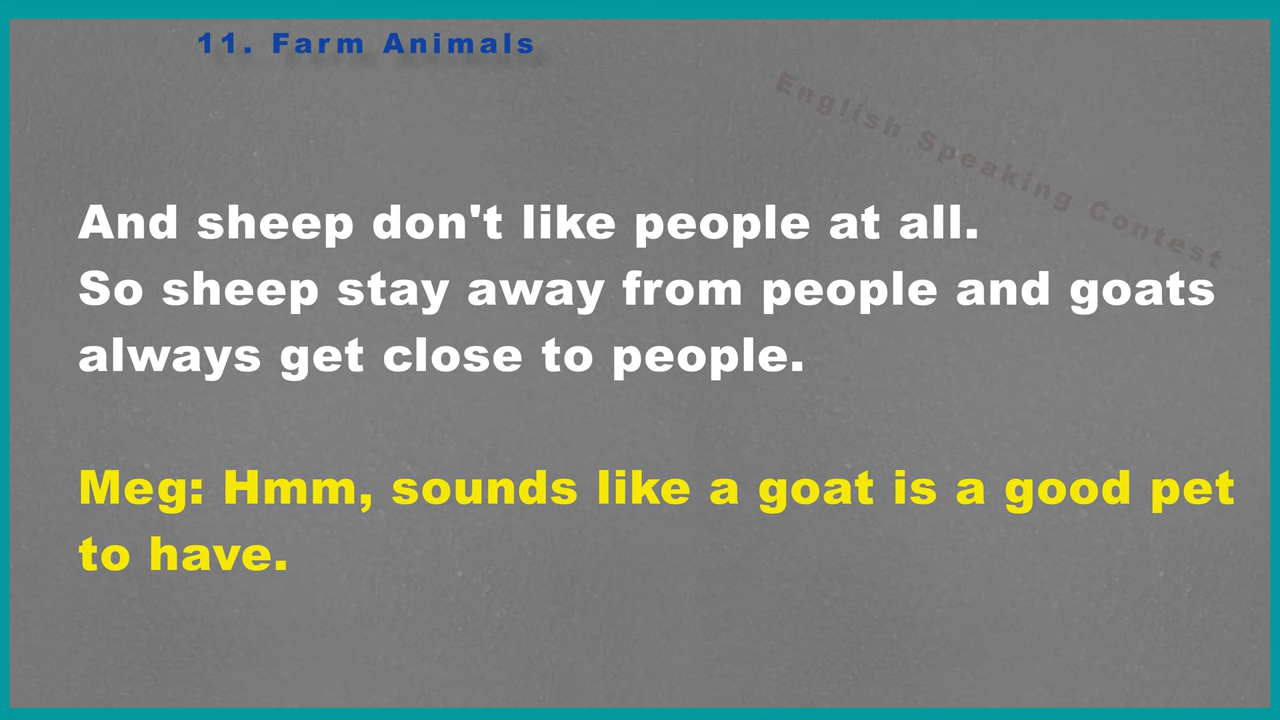 11. Farm Animals
English Speaking Contest
And sheep don't like people at all.
So sheep stay away from people and goats
always get close to people.
Meg: Hmm, sounds like a goat is a good pet
to have.